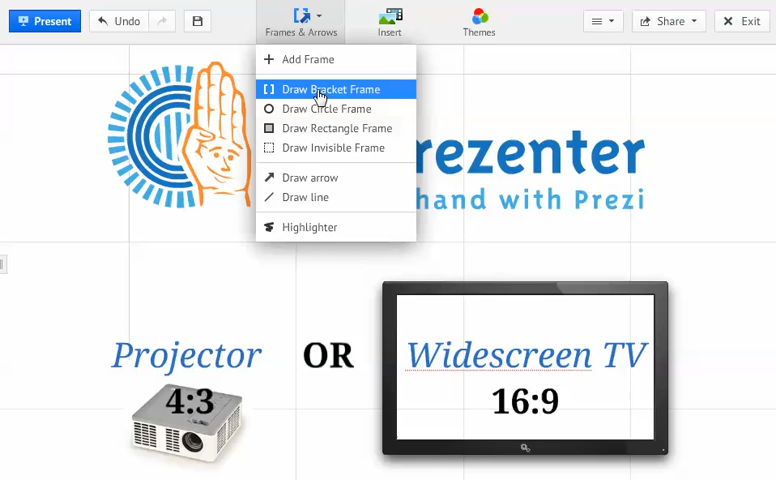 Present
Undo
Frames & Arrows
Insert
Themes
Share
Exit
Add Frame
Draw Bracket Frame
Draw Circle Frame
Draw Rectangle Frame
Draw Invisible Frame
Draw arrow
Draw line
Highlighter
rezenter
hand with Prezi
Projector OR Widescreen TV
4:3 16:9